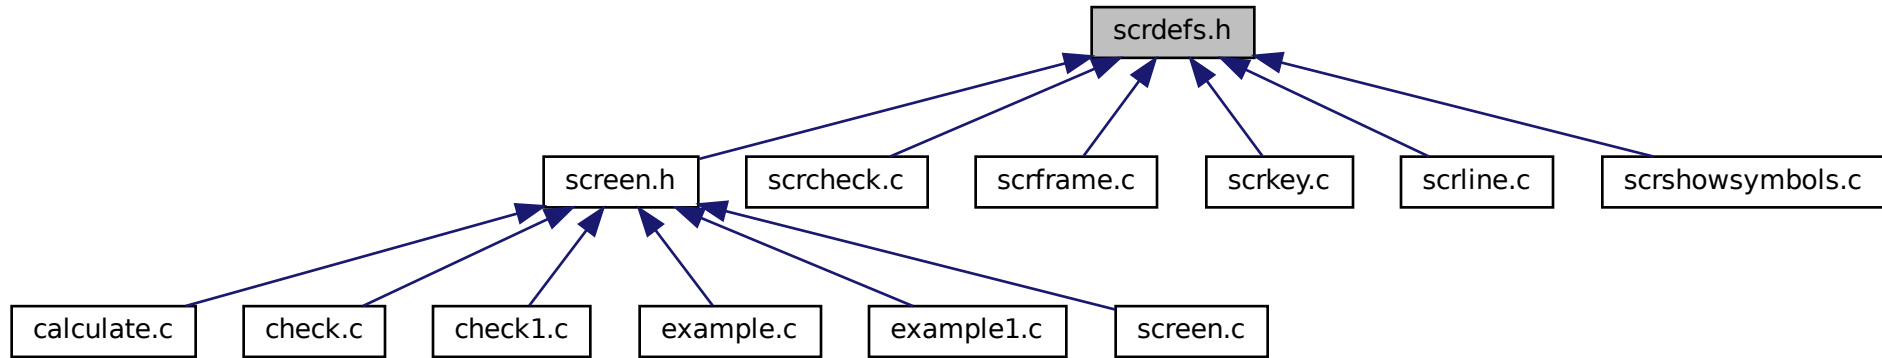 scrdefs.h
screen.h
scrcheck.c
scrframe.c
scrkey.c
scrline.c
scrshowsymbols.c
calculate.c
check.c
check1.c
example.c
example1.c
screen.c